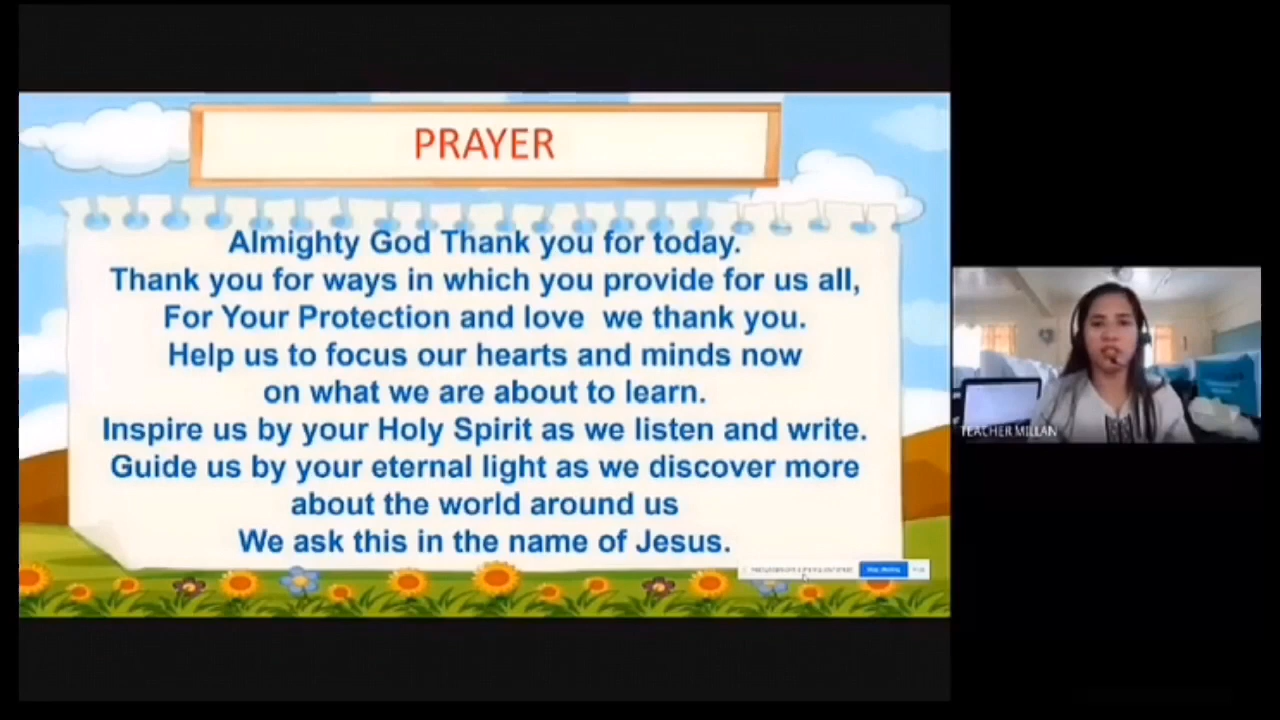 PRAYER
Almighty God Thank you for today.
Thank you for ways in which you provide for us all,
For Your Protection and love we thank you.
Help us to focus our hearts and minds now
on what we are about to learn.
Inspire us by your Holy Spirit as we listen and write.
Guide us by your eternal light as we discover more
about the world around us
We ask this in the name of Jesus.
TEACHER MILLAN